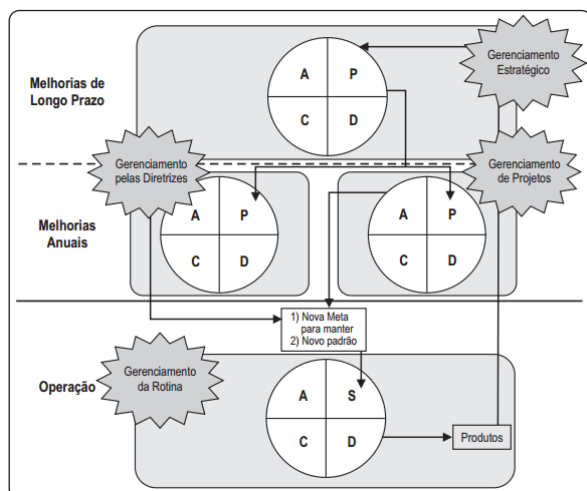 Melhorias de
Longo Prazo
A P
C D
Gerenciamento
Estratégico
Gerenciamento
pelas Diretrizes
Gerenciamento
de Projetos
Melhorias
Anuais
A P
C D
A P
C D
1) Nova Meta
para manter
2) Novo padrão
Operação
Gerenciamento
da Rotina
A S
C D
Produtos